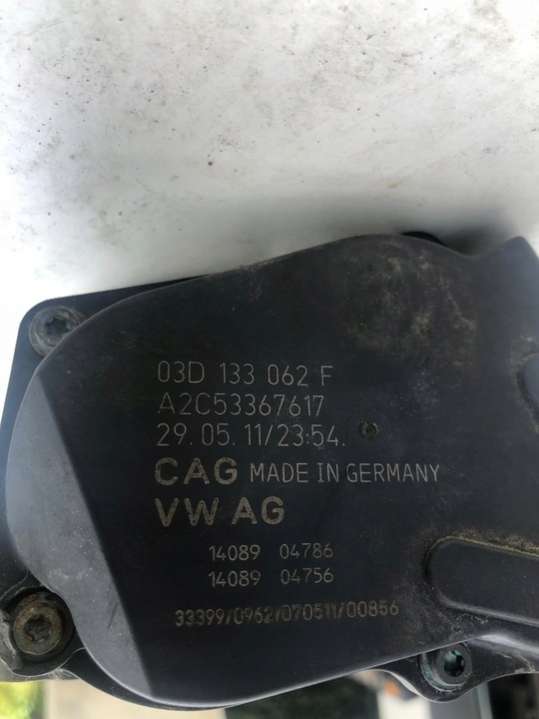 03D 133 062 F
A2C53367617
29.05.11/23:54.
CAG MADE IN GERMANY
VW AG
14089 04786
14089 04756
33399/0962/070511/00856